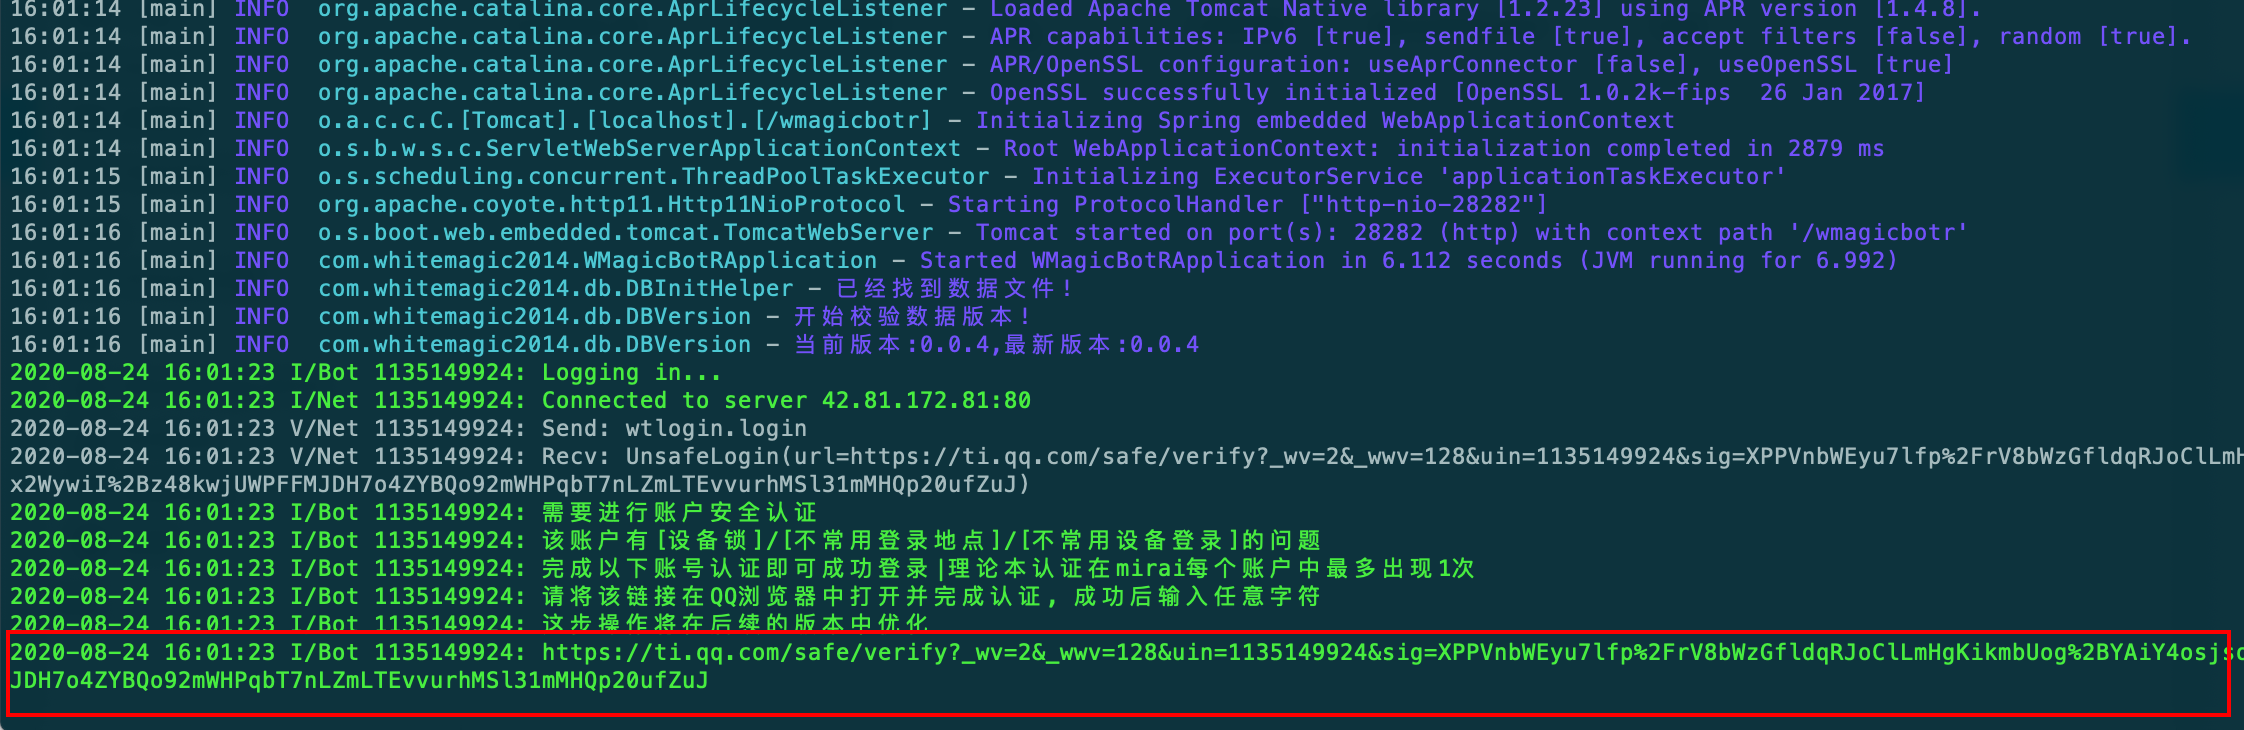 16:01:14 [main] INFO  org.apache.catalina.core.AprLifecycleListener - Loaded Apache Tomcat Native library [1.2.23] using APR version [1.4.8].
16:01:14 [main] INFO  org.apache.catalina.core.AprLifecycleListener - APR capabilities: IPv6 [true], sendfile [true], accept filters [false], random [true].
16:01:14 [main] INFO  org.apache.catalina.core.AprLifecycleListener - APR/OpenSSL configuration: useAprConnector [false], useOpenSSL [true]
16:01:14 [main] INFO  org.apache.catalina.core.AprLifecycleListener - OpenSSL successfully initialized [OpenSSL 1.0.2k-fips  26 Jan 2017]
16:01:14 [main] INFO  o.a.c.c.C.[Tomcat].[localhost].[/wmagicbotr] - Initializing Spring embedded WebApplicationContext
16:01:14 [main] INFO  o.s.b.w.s.c.ServletWebServerApplicationContext - Root WebApplicationContext: initialization completed in 2879 ms
16:01:15 [main] INFO  o.s.scheduling.concurrent.ThreadPoolTaskExecutor - Initializing ExecutorService 'applicationTaskExecutor'
16:01:15 [main] INFO  org.apache.coyote.http11.Http11NioProtocol - Starting ProtocolHandler ["http-nio-28282"]
16:01:16 [main] INFO  o.s.boot.web.embedded.tomcat.TomcatWebServer - Tomcat started on port(s): 28282 (http) with context path '/wmagicbotr'
16:01:16 [main] INFO  com.whitemagic2014.WMagicBotRApplication - Started WMagicBotRApplication in 6.112 seconds (JVM running for 6.992)
16:01:16 [main] INFO  com.whitemagic2014.db.DBInitHelper - 已经找到数据文件!
16:01:16 [main] INFO  com.whitemagic2014.db.DBVersion - 开始校验数据版本!
16:01:16 [main] INFO  com.whitemagic2014.db.DBVersion - 当前版本:0.0.4,最新版本:0.0.4
2020-08-24 16:01:23 I/Bot 1135149924: Logging in...
2020-08-24 16:01:23 I/Net 1135149924: Connected to server 42.81.172.81:80
2020-08-24 16:01:23 V/Net 1135149924: Send: wtlogin.login
2020-08-24 16:01:23 V/Net 1135149924: Recv: UnsafeLogin(url=https://ti.qq.com/safe/verify?_wv=2&_wwv=128&uin=1135149924&sig=XPPVnbWEyu7lfp%2FrV8bWzGfldqRJoClLmH
x2WywiI%2Bz48kwjUWPFFMJDH7o4ZYBQo92mWHPqbT7nLZmLTEvvurhMSl31mMHQp20ufZuJ)
2020-08-24 16:01:23 I/Bot 1135149924: 需要进行账户安全认证
2020-08-24 16:01:23 I/Bot 1135149924: 该账户有[设备锁]/[不常用登录地点]/[不常用设备登录]的问题
2020-08-24 16:01:23 I/Bot 1135149924: 完成以下账号认证即可成功登录|理论本认证在mirai每个账户中最多出现1次
2020-08-24 16:01:23 I/Bot 1135149924: 请将该链接在QQ浏览器中打开并完成认证, 成功后输入任意字符
2020-08-24 16:01:23 I/Bot 1135149924: 这步操作将在后续的版本中优化
2020-08-24 16:01:23 I/Bot 1135149924: https://ti.qq.com/safe/verify?_wv=2&_wwv=128&uin=1135149924&sig=XPPVnbWEyu7lfp%2FrV8bWzGfldqRJoClLmHgKikmbUog%2BYAiY4osjsc
JDH7o4ZYBQo92mWHPqbT7nLZmLTEvvurhMSl31mMHQp20ufZuJ